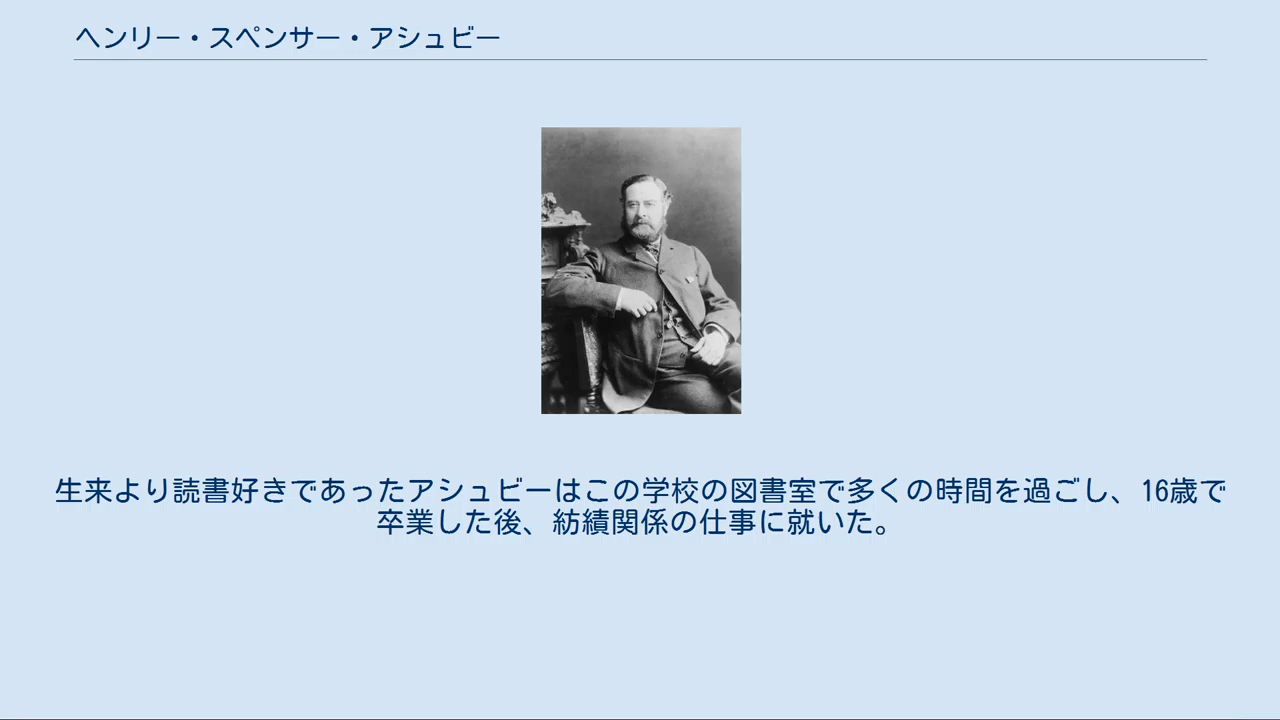 ヘンリー・スペンサー・アシュビー
生来より読書好きであったアシュビーはこの学校の図書室で多くの時間を過ごし、16歳で
卒業した後、紡績関係の仕事に就いた。